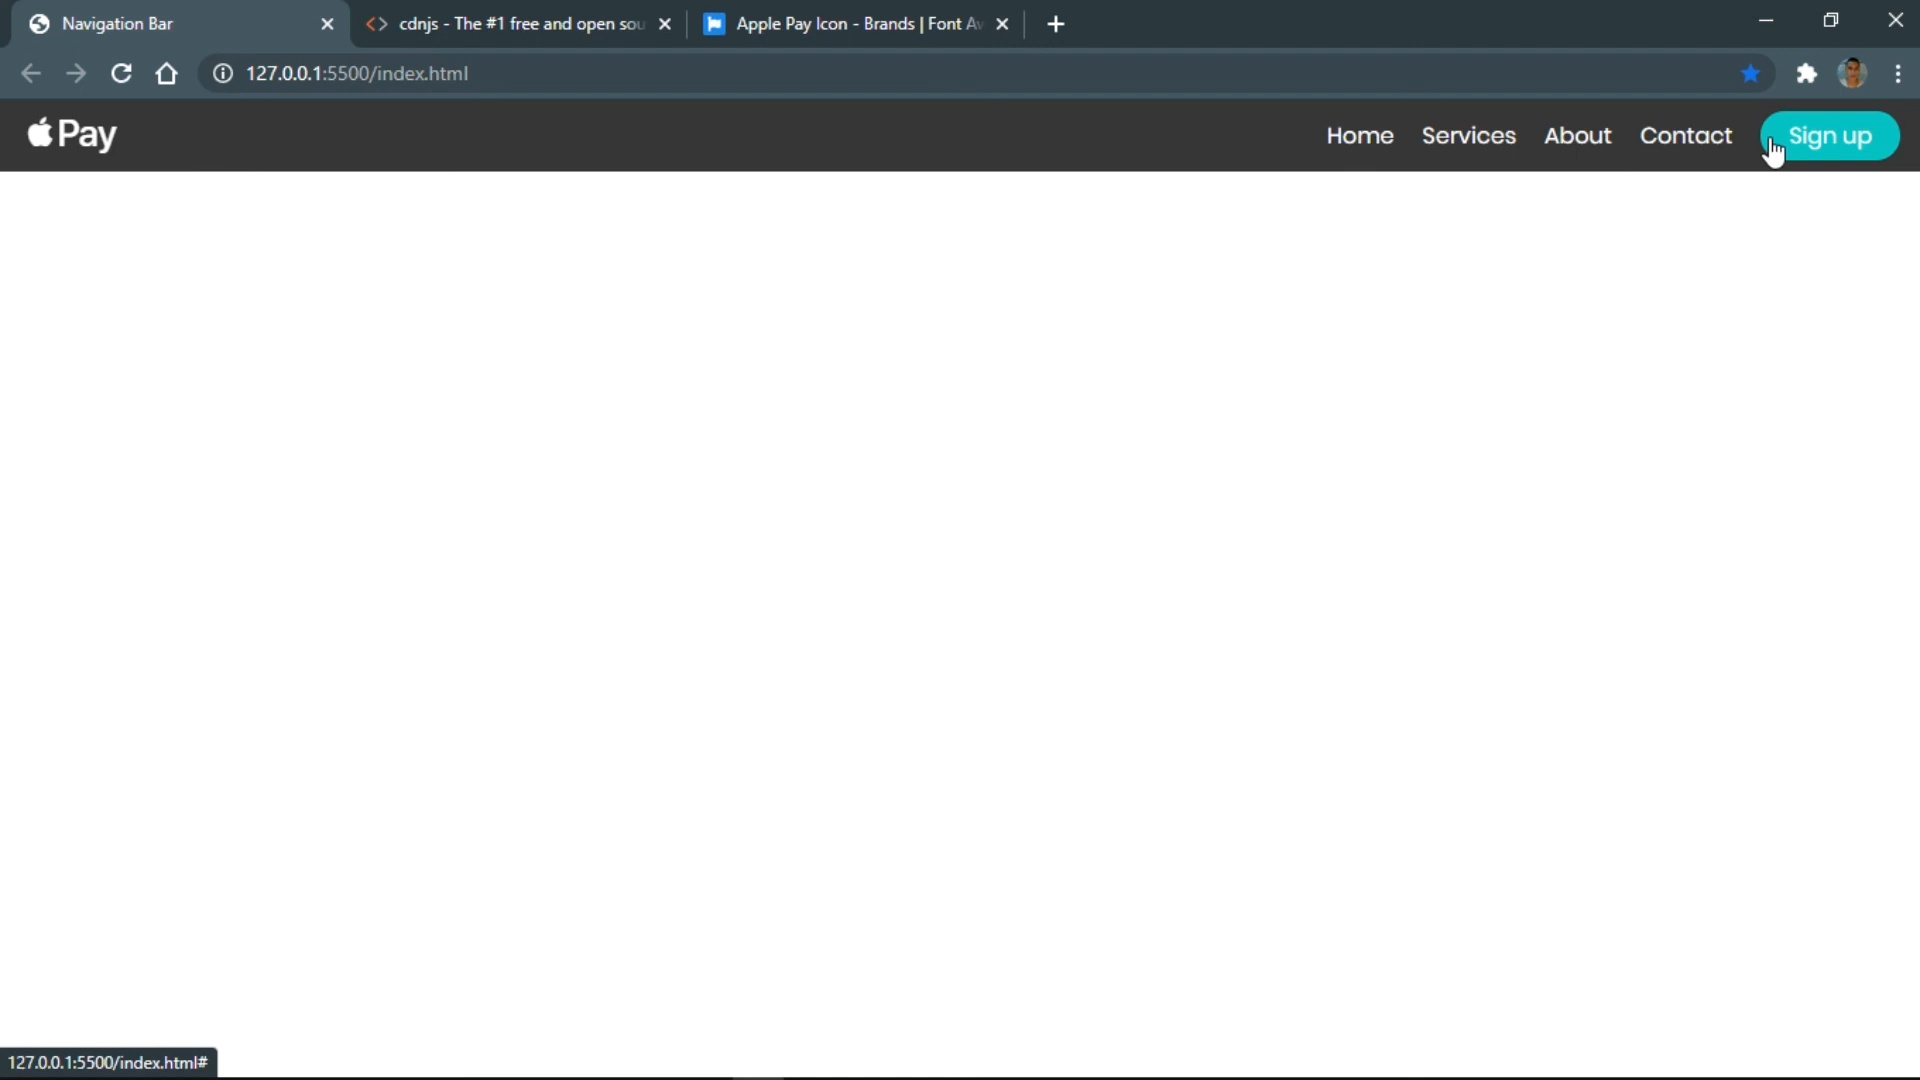 Navigation Bar
cdnjs - The #1 free and open sou
Apple Pay Icon - Brands | Font Aw
127.0.0.1:5500/index.html
Pay
Home Services About Contact Sign up
127.0.0.1:5500/index.html#